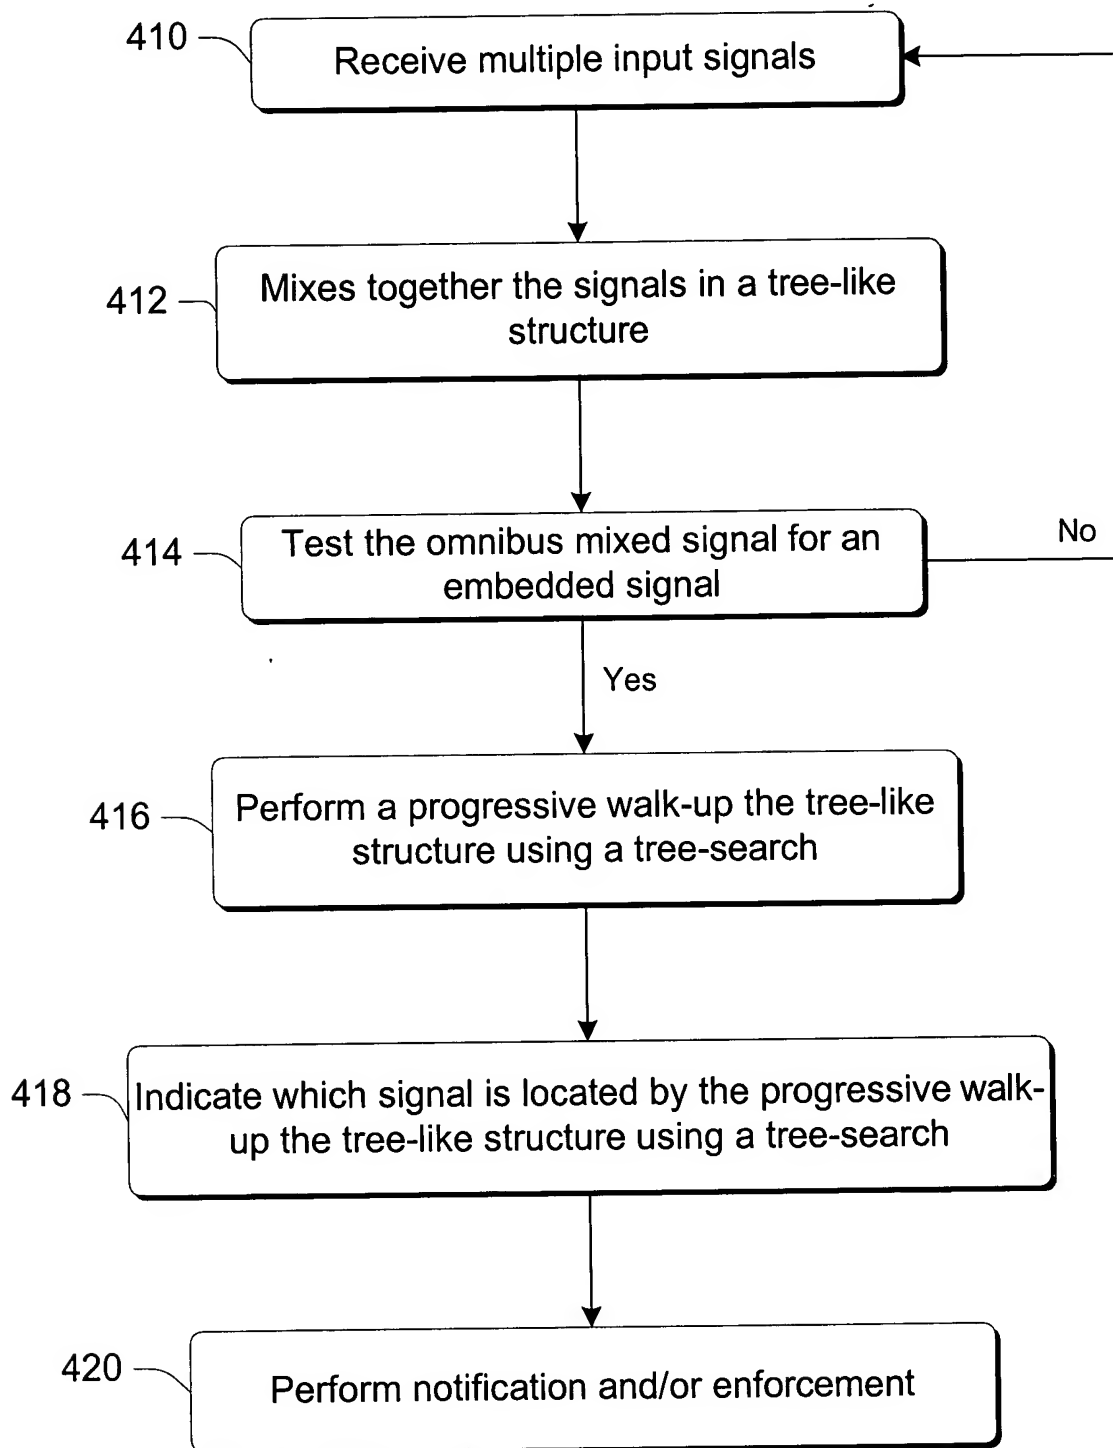 410
Receive multiple input signals
412
Mixes together the signals in a tree-like
structure
414
Test the omnibus mixed signal for an
embedded signal
No
Yes
416
Perform a progressive walk-up the tree-like
structure using a tree-search
418
Indicate which signal is located by the progressive walk-
up the tree-like structure using a tree-search
420
Perform notification and/or enforcement